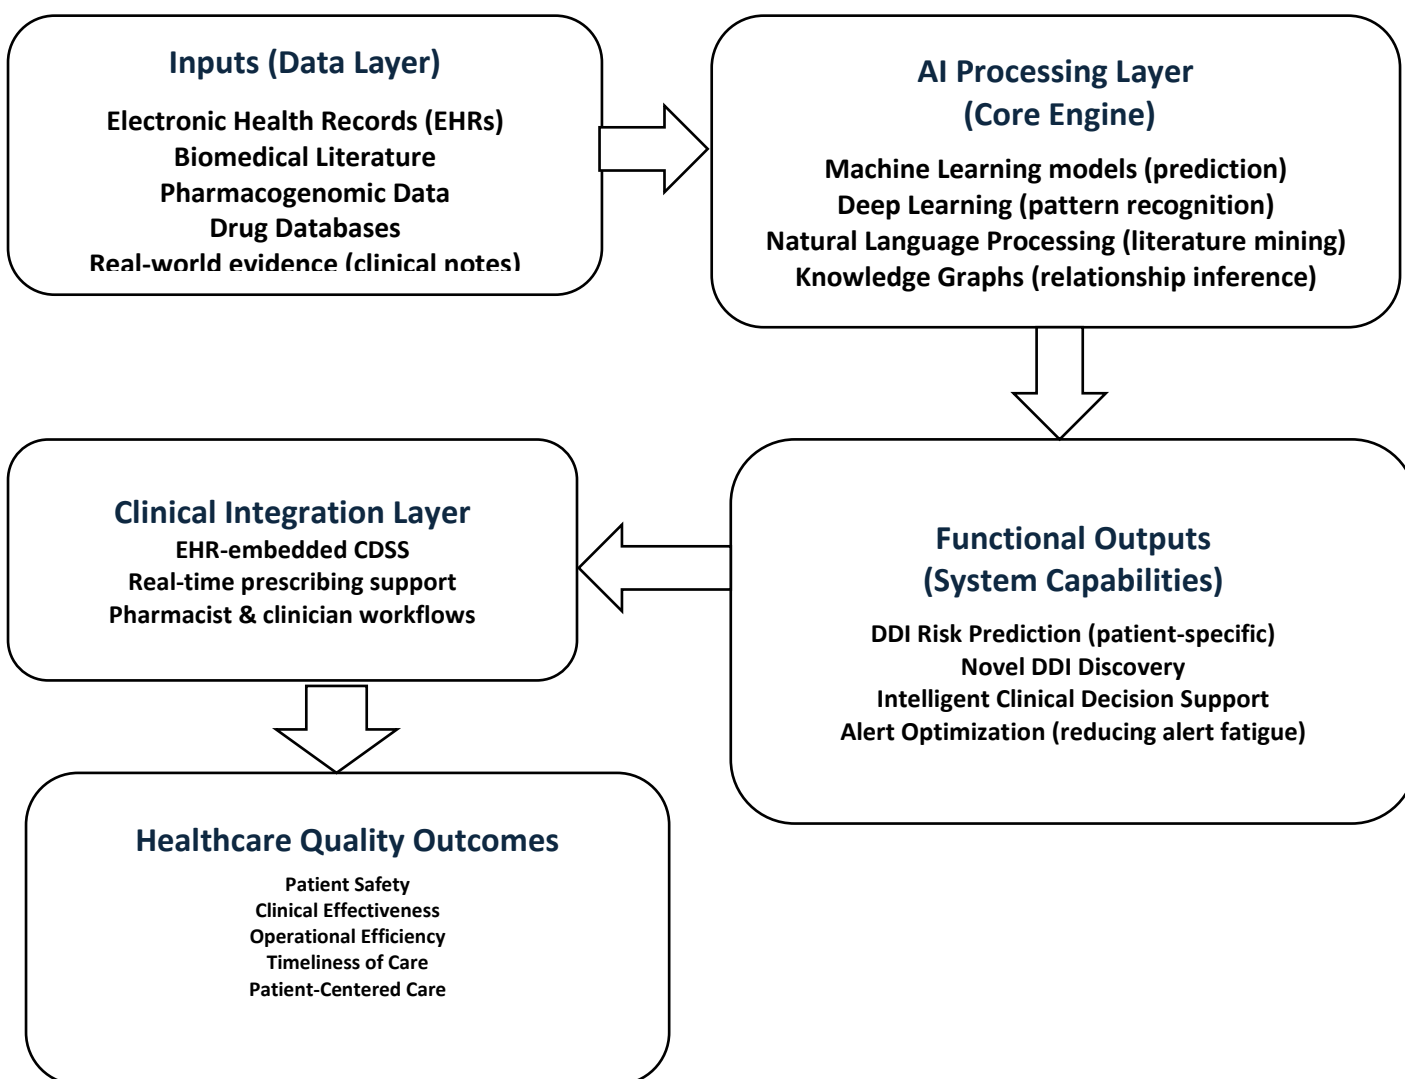 Inputs (Data Layer)
Electronic Health Records (EHRs)
Biomedical Literature
Pharmacogenomic Data
Drug Databases
Real-world evidence (clinical notes)
AI Processing Layer
(Core Engine)
Machine Learning models (prediction)
Deep Learning (pattern recognition)
Natural Language Processing (literature mining)
Knowledge Graphs (relationship inference)
Functional Outputs
(System Capabilities)
DDI Risk Prediction (patient-specific)
Novel DDI Discovery
Intelligent Clinical Decision Support
Alert Optimization (reducing alert fatigue)
Clinical Integration Layer
EHR-embedded CDSS
Real-time prescribing support
Pharmacist & clinician workflows
Healthcare Quality Outcomes
Patient Safety
Clinical Effectiveness
Operational Efficiency
Timeliness of Care
Patient-Centered Care